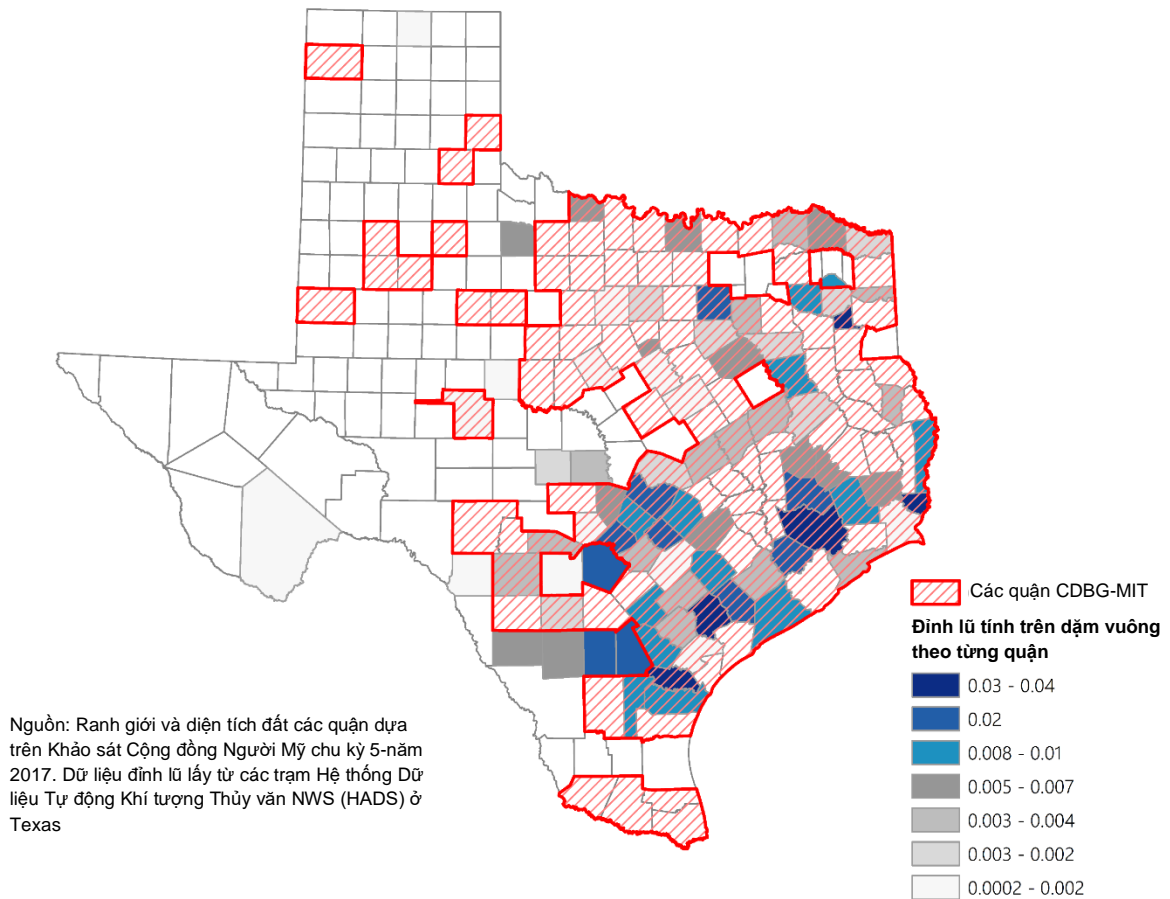 Các quận CDBG-MIT
Đỉnh lũ tính trên dặm vuông
theo từng quận
0.03 - 0.04
0.02
0.008 - 0.01
0.005 - 0.007
0.003 - 0.004
0.003 - 0.002
0.0002 - 0.002
Nguồn: Ranh giới và diện tích đất các quận dựa
trên Khảo sát Cộng đồng Người Mỹ chu kỳ 5-năm
2017. Dữ liệu đỉnh lũ lấy từ các trạm Hệ thống Dữ
liệu Tự động Khí tượng Thủy văn NWS (HADS) ở
Texas